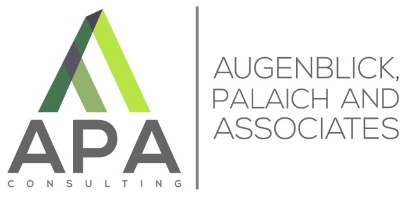 APA
CONSULTING
AUGENBLICK,
PALAICH AND
ASSOCIATES